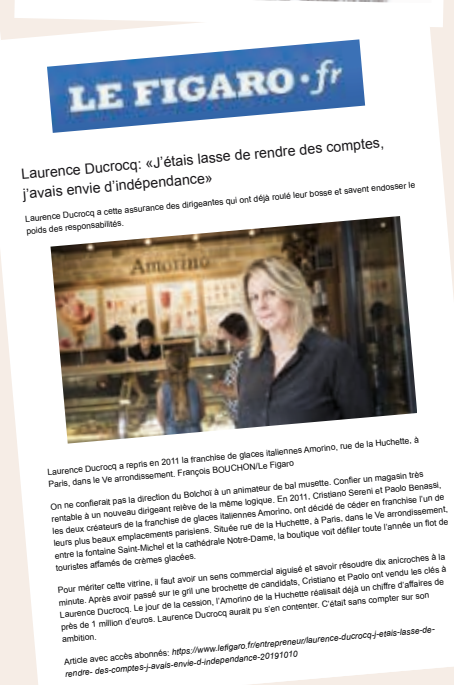 LE FIGARO·fr
Laurence Ducrocq: «J'étais lasse de rendre des comptes,
j'avais envie d'indépendance»
Laurence Ducrocq a cette assurance des dirigeantes qui ont déjà roulé leur bosse et savent endosser le
poids des responsabilités.
Amorino
Laurence Ducrocq a repris en 2011 la franchise de glaces italiennes Amorino, rue de la Huchette, à
Paris, dans le Ve arrondissement. François BOUCHON/Le Figaro
On ne confierait pas la direction du Bolchoï à un animateur de bal musette. Confier un magasin très
rentable à un nouveau dirigeant relève de la même logique. En 2011, Cristiano Sereni et Paolo Benassi,
les deux créateurs de la franchise de glaces italiennes Amorino, ont décidé de céder en franchise l'un de
leurs plus beaux emplacements parisiens. Située rue de la Huchette, à Paris, dans le Ve arrondissement,
entre la fontaine Saint-Michel et la cathédrale Notre-Dame, la boutique voit défiler toute l'année un flot de
touristes affamés de crèmes glacées.
Pour mériter cette vitrine, il faut avoir un sens commercial aiguisé et savoir résoudre dix anicroches à la
minute. Après avoir passé sur le gril une brochette de candidats, Cristiano et Paolo ont vendu les clés à
Laurence Ducrocq. Le jour de la cession, l'Amorino de la Huchette réalisait déjà un chiffre d'affaires de
près de 1 million d'euros. Laurence Ducrocq aurait pu s'en contenter. C'était sans compter sur son
ambition.
Article avec accès abonnés: https://www.lefigaro.fr/entrepreneur/laurence-ducrocq-j-etais-lasse-de-
rendre- des-comptes-j-avais-envie-d-independance-20191010